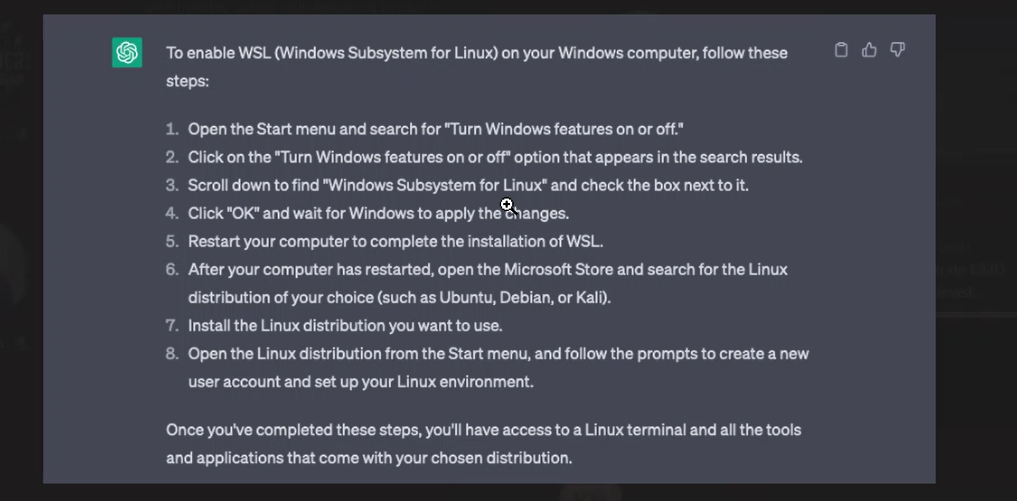 To enable WSL (Windows Subsystem for Linux) on your Windows computer, follow these
steps:
1. Open the Start menu and search for "Turn Windows features on or off."
2. Click on the "Turn Windows features on or off" option that appears in the search results.
3. Scroll down to find "Windows Subsystem for Linux" and check the box next to it.
4. Click "OK" and wait for Windows to apply the changes.
5. Restart your computer to complete the installation of WSL.
6. After your computer has restarted, open the Microsoft Store and search for the Linux
distribution of your choice (such as Ubuntu, Debian, or Kali).
7. Install the Linux distribution you want to use.
8. Open the Linux distribution from the Start menu, and follow the prompts to create a new
user account and set up your Linux environment.
Once you've completed these steps, you'll have access to a Linux terminal and all the tools
and applications that come with your chosen distribution.